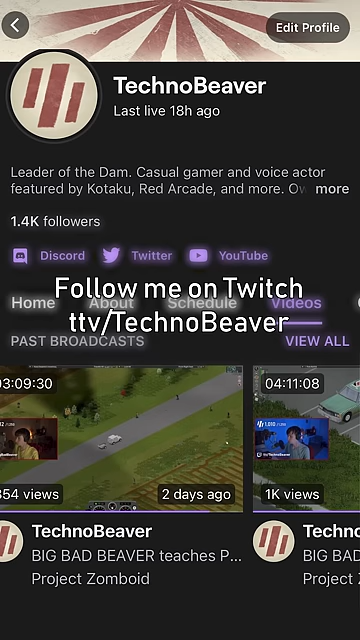 Edit Profile
TechnoBeaver
Last live 18h ago
Leader of the Dam. Casual gamer and voice actor
featured by Kotaku, Red Arcade, and more. Ov more
1.4K followers
Discord Twitter YouTube
Follow me on Twitch
Home About Schedule Videos
ttv/TechnoBeaver
PAST BROADCASTS VIEW ALL
03:09:30
04:11:08
854 views
2 days ago
1K views
TechnoBeaver
BIG BAD BEAVER teaches P...
Project Zomboid
Techno
BIG BAD
Project Z